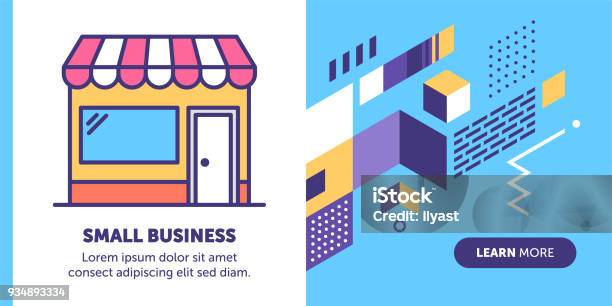 SMALL BUSINESS
Lorem ipsum dolor sit amet
consect adipiscing elit sed diam.
iStock
Credit: ilyast
LEARN MORE
934893334